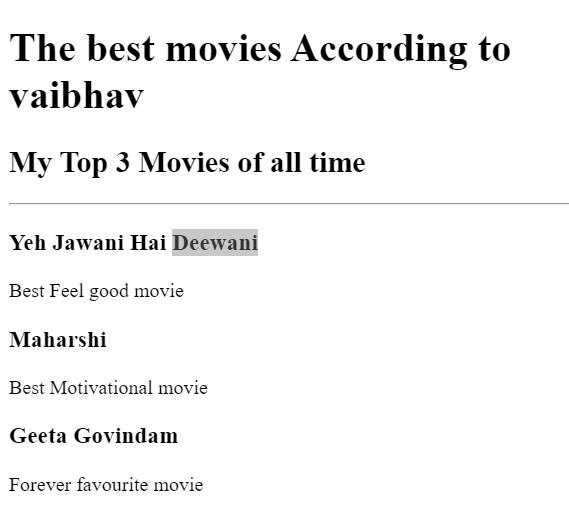 The best movies According to
vaibhav
My Top 3 Movies of all time
Yeh Jawani Hai Deewani
Best Feel good movie
Maharshi
Best Motivational movie
Geeta Govindam
Forever favourite movie